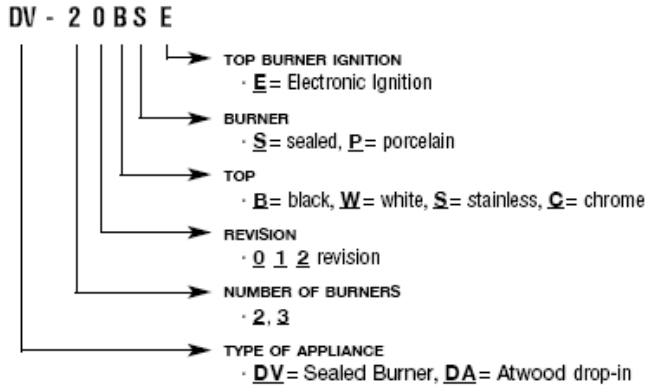 DV - 2 0 B S E
TOP BURNER IGNITION
· E = Electronic Ignition
BURNER
· S = sealed, P = porcelain
TOP
· B = black, W = white, S = stainless, C = chrome
REVISION
· 0 1 2 revision
NUMBER OF BURNERS
· 2, 3
TYPE OF APPLIANCE
· DV = Sealed Burner, DA = Atwood drop-in